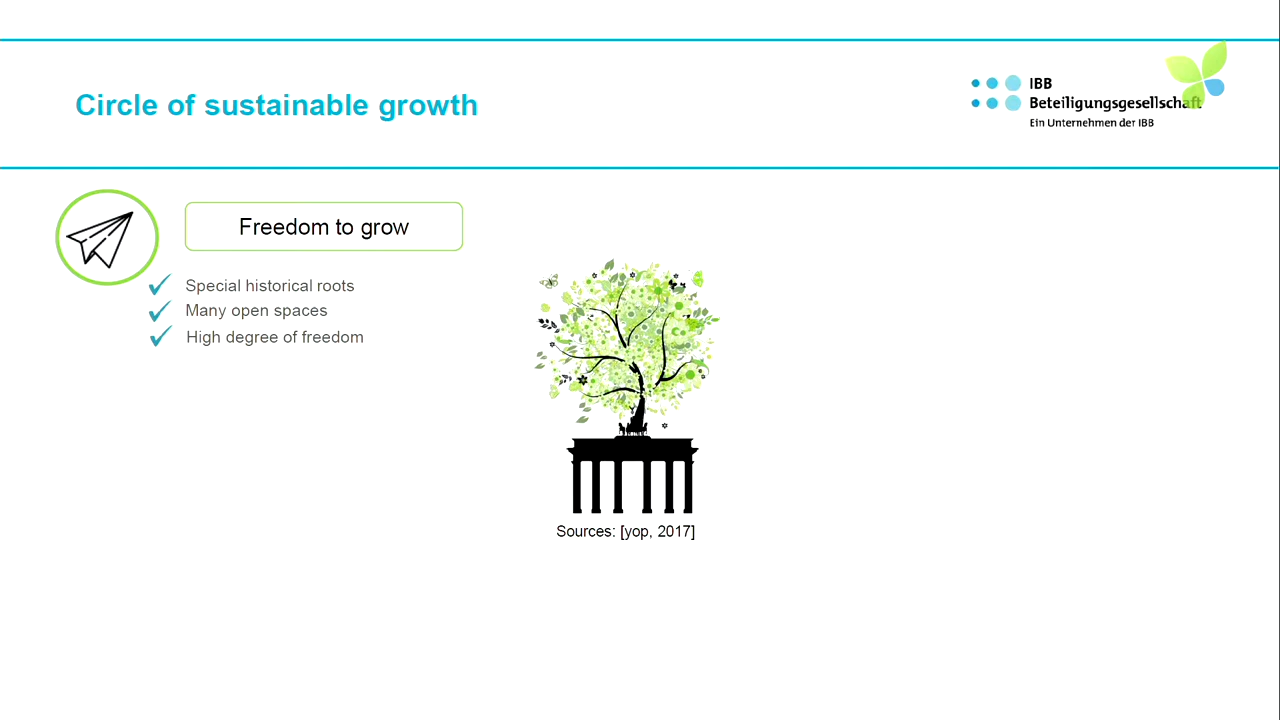 Circle of sustainable growth
IBB
Beteiligungsgesellschaft
Ein Unternehmen der IBB
Freedom to grow
Special historical roots
Many open spaces
High degree of freedom
Sources: [yop, 2017]